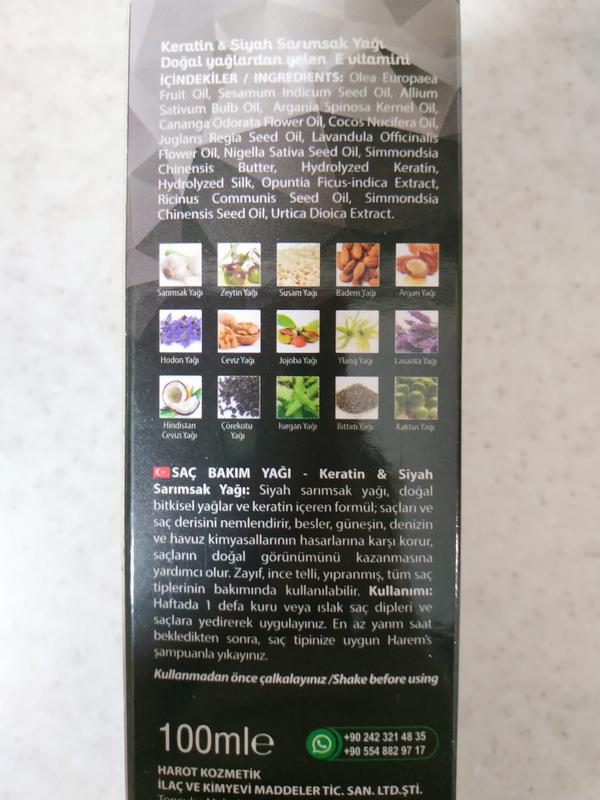 Keratin & Siyah Sarımsak Yağı
Doğal yağlardan gelen E vitamini
İÇİNDEKİLER / INGREDIENTS: Olea Europaea
Fruit Oil, Sesamum Indicum Seed Oil, Allium
Sativum Bulb Oil, Argania Spinosa Kernel Oil,
Cananga Odorata Flower Oil, Cocos Nucifera Oil,
Juglans Regia Seed Oil, Lavandula Officinalis
Flower Oil, Nigella Sativa Seed Oil, Simmondsia
Chinensis Butter, Hydrolyzed Keratin,
Hydrolyzed Silk, Opuntia Ficus-indica Extract,
Ricinus Communis Seed Oil, Simmondsia
Chinensis Seed Oil, Urtica Dioica Extract.
Sarımsak Yağı Zeytin Yağı Susam Yağı Badem Yağı Argan Yağı
Hodon Yağı Ceviz Yağı Jojoba Yağı Ylang Yağı Lavanta Yağı
Hindistan Cevizi Yağı Çörekotu Yağı Isırgan Yağı Bıttım Yağı Kaktüs Yağı
SAÇ BAKIM YAĞI - Keratin & Siyah
Sarımsak Yağı: Siyah sarımsak yağı, doğal
bitkisel yağlar ve keratin içeren formül; saçları ve
saç derisini nemlendirir, besler, güneşin, denizin
ve havuz kimyasallarının hasarlarına karşı korur,
saçların doğal görünümünü kazanmasına
yardımcı olur. Zayıf, ince telli, yıpranmış, tüm saç
tiplerinin bakımında kullanılabilir. Kullanımı:
Haftada 1 defa kuru veya ıslak saç dipleri ve
saçlara yedirerek uygulayınız. En az yarım saat
bekledikten sonra, saç tipinize uygun Harem's
şampuanla yıkayınız.
Kullanmadan önce çalkalayınız /Shake before using
100ml℮
+90 242 321 48 35
+90 554 882 97 17
HAROT KOZMETİK
İLAÇ VE KİMYEVİ MADDELER TİC. SAN. LTD.ŞTİ.